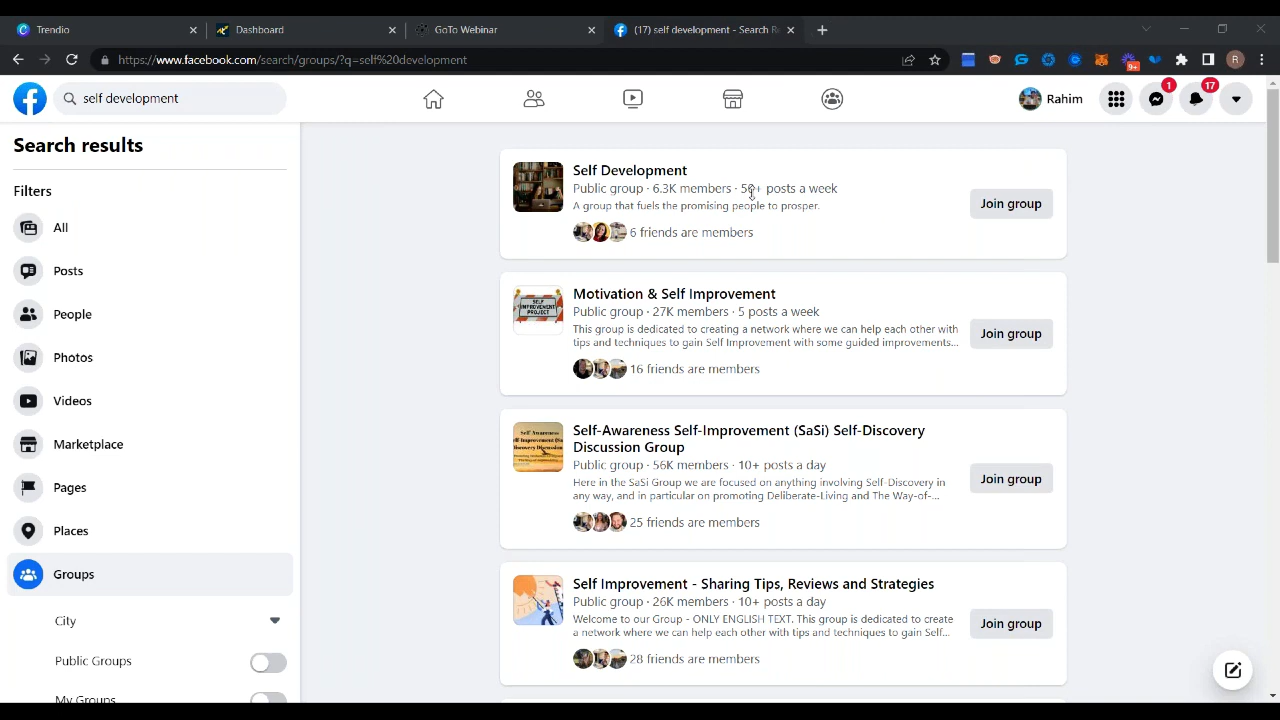 Trendio
Dashboard
GoTo Webinar
(17) self development - Search Re
https://www.facebook.com/search/groups/?q=self%20development
9+
R
self development
Rahim
1
17
Search results
Filters
All
Posts
People
Photos
Videos
Marketplace
Pages
Places
Groups
City
Public Groups
My Groups
Self Development
Public group · 6.3K members · 50+ posts a week
A group that fuels the promising people to prosper.
6 friends are members
Join group
SELF
IMPROVEMENT
PROJECT
Motivation & Self Improvement
Public group · 27K members · 5 posts a week
This group is dedicated to creating a network where we can help each other with
tips and techniques to gain Self Improvement with some guided improvements...
16 friends are members
Join group
Self-Awareness Self-Improvement (SaSi) Self-Discovery
Discussion Group
Public group · 56K members · 10+ posts a day
Here in the SaSi Group we are focused on anything involving Self-Discovery in
any way, and in particular on promoting Deliberate-Living and The Way-of-...
25 friends are members
Join group
Self Improvement - Sharing Tips, Reviews and Strategies
Public group · 26K members · 10+ posts a day
Welcome to our Group - ONLY ENGLISH TEXT. This group is dedicated to create
a network where we can help each other with tips and techniques to gain Self...
28 friends are members
Join group